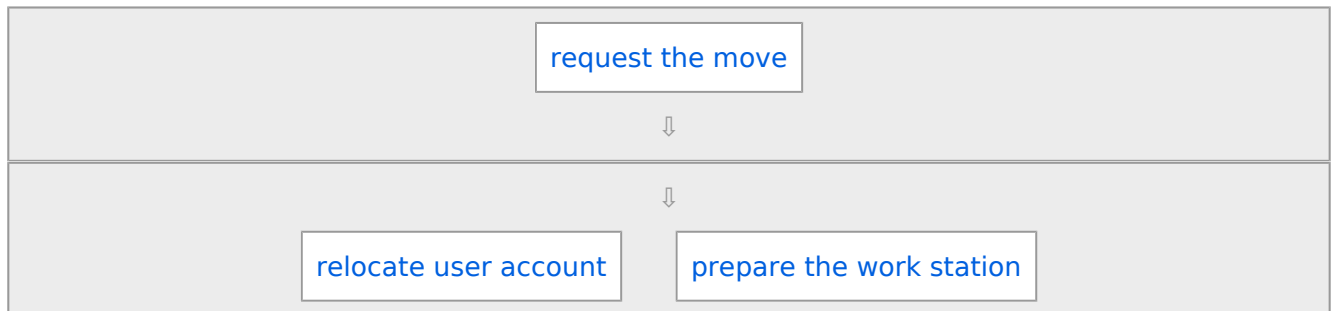 request the move
⇩
⇩
relocate user account prepare the work station